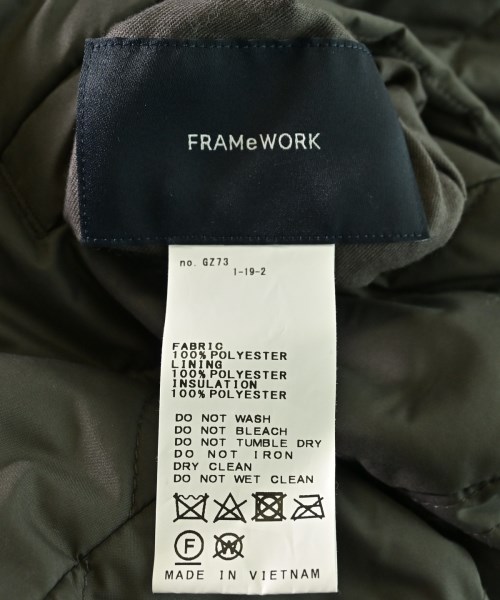 FRAMeWORK
no. GZ73
1-19-2
FABRIC
100% POLYESTER
LINING
100% POLYESTER
INSULATION
100% POLYESTER
DO NOT WASH
DO NOT BLEACH
DO NOT TUMBLE DRY
DO NOT IRON
DRY CLEAN
DO NOT WET CLEAN
F W
MADE IN VIETNAM